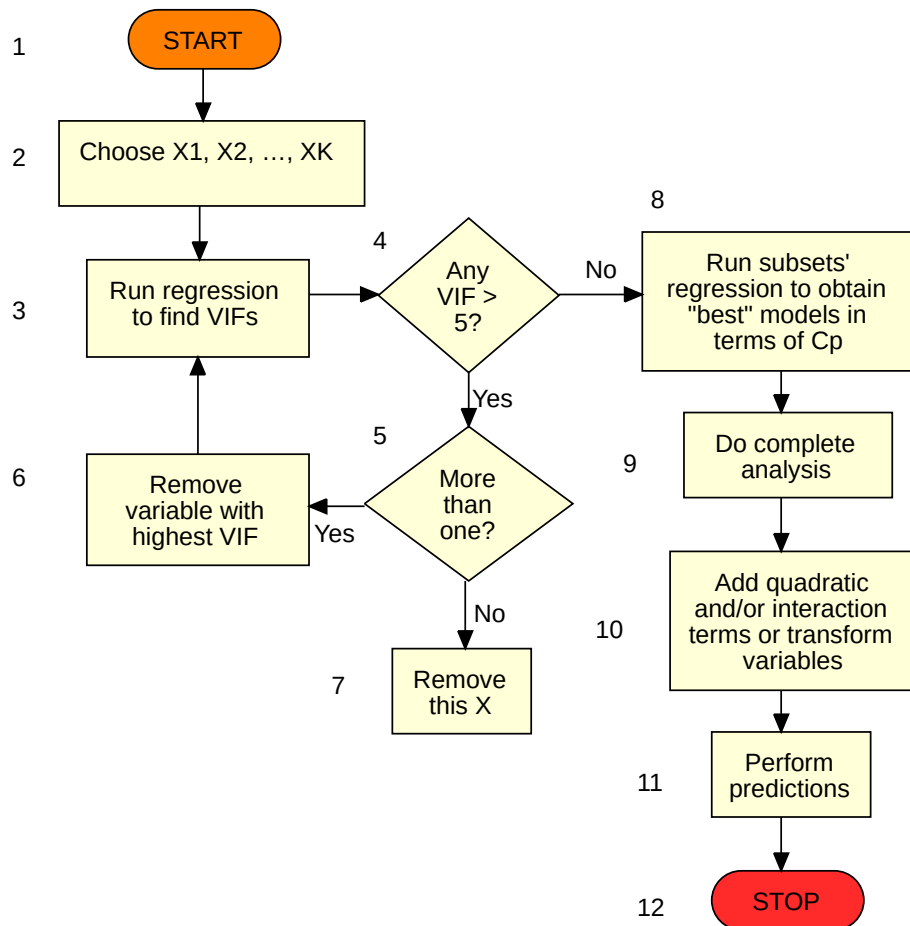 1
START
2
Choose X1, X2, …, XK
3
Run regression
to find VIFs
4
Any
VIF >
5?
No
Yes
5
More
than
one?
Yes
No
6
Remove
variable with
highest VIF
7
Remove
this X
8
Run subsets'
regression to obtain
"best" models in
terms of Cp
9
Do complete
analysis
10
Add quadratic
and/or interaction
terms or transform
variables
11
Perform
predictions
12
STOP